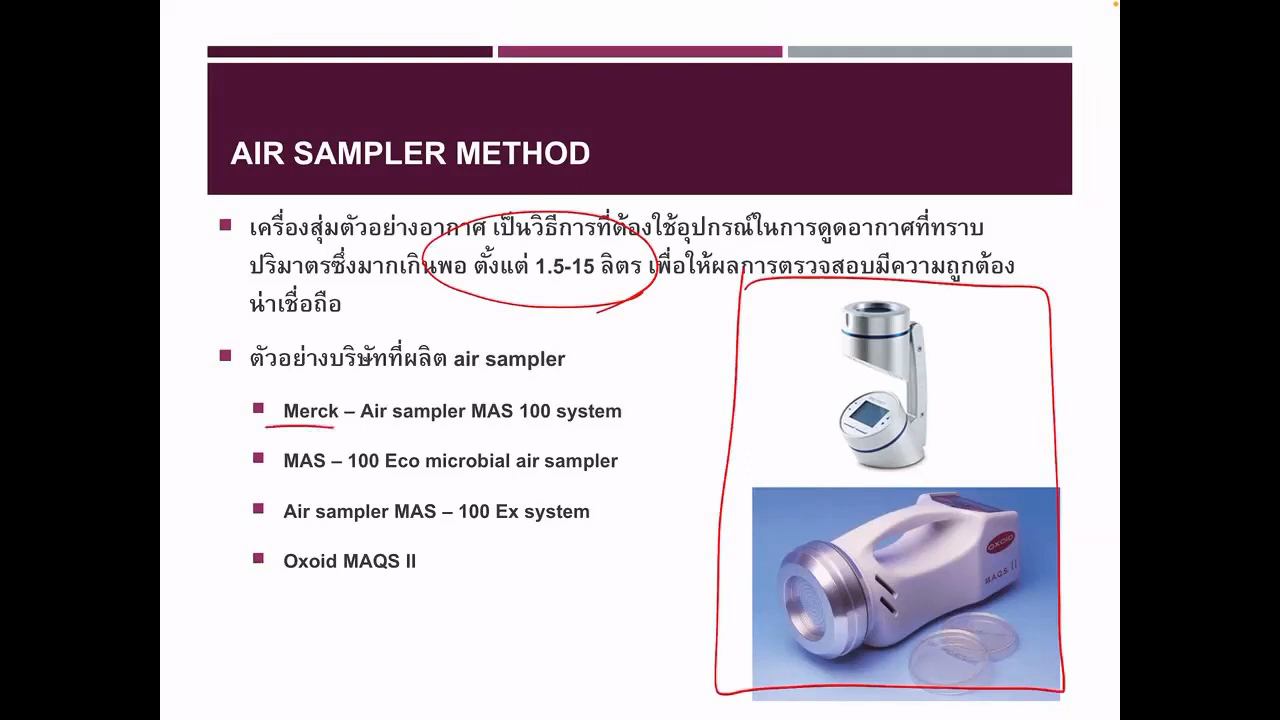 AIR SAMPLER METHOD
เครื่องสุ่มตัวอย่างอากาศ เป็นวิธีการที่ต้องใช้อุปกรณ์ในการดูดอากาศที่ทราบ
ปริมาตรซึ่งมากเกินพอ ตั้งแต่ 1.5-15 ลิตร เพื่อให้ผลการตรวจสอบมีความถูกต้อง
น่าเชื่อถือ
ตัวอย่างบริษัทที่ผลิต air sampler
Merck – Air sampler MAS 100 system
MAS – 100 Eco microbial air sampler
Air sampler MAS – 100 Ex system
Oxoid MAQS II
OXOID
M.A.Q.S. II